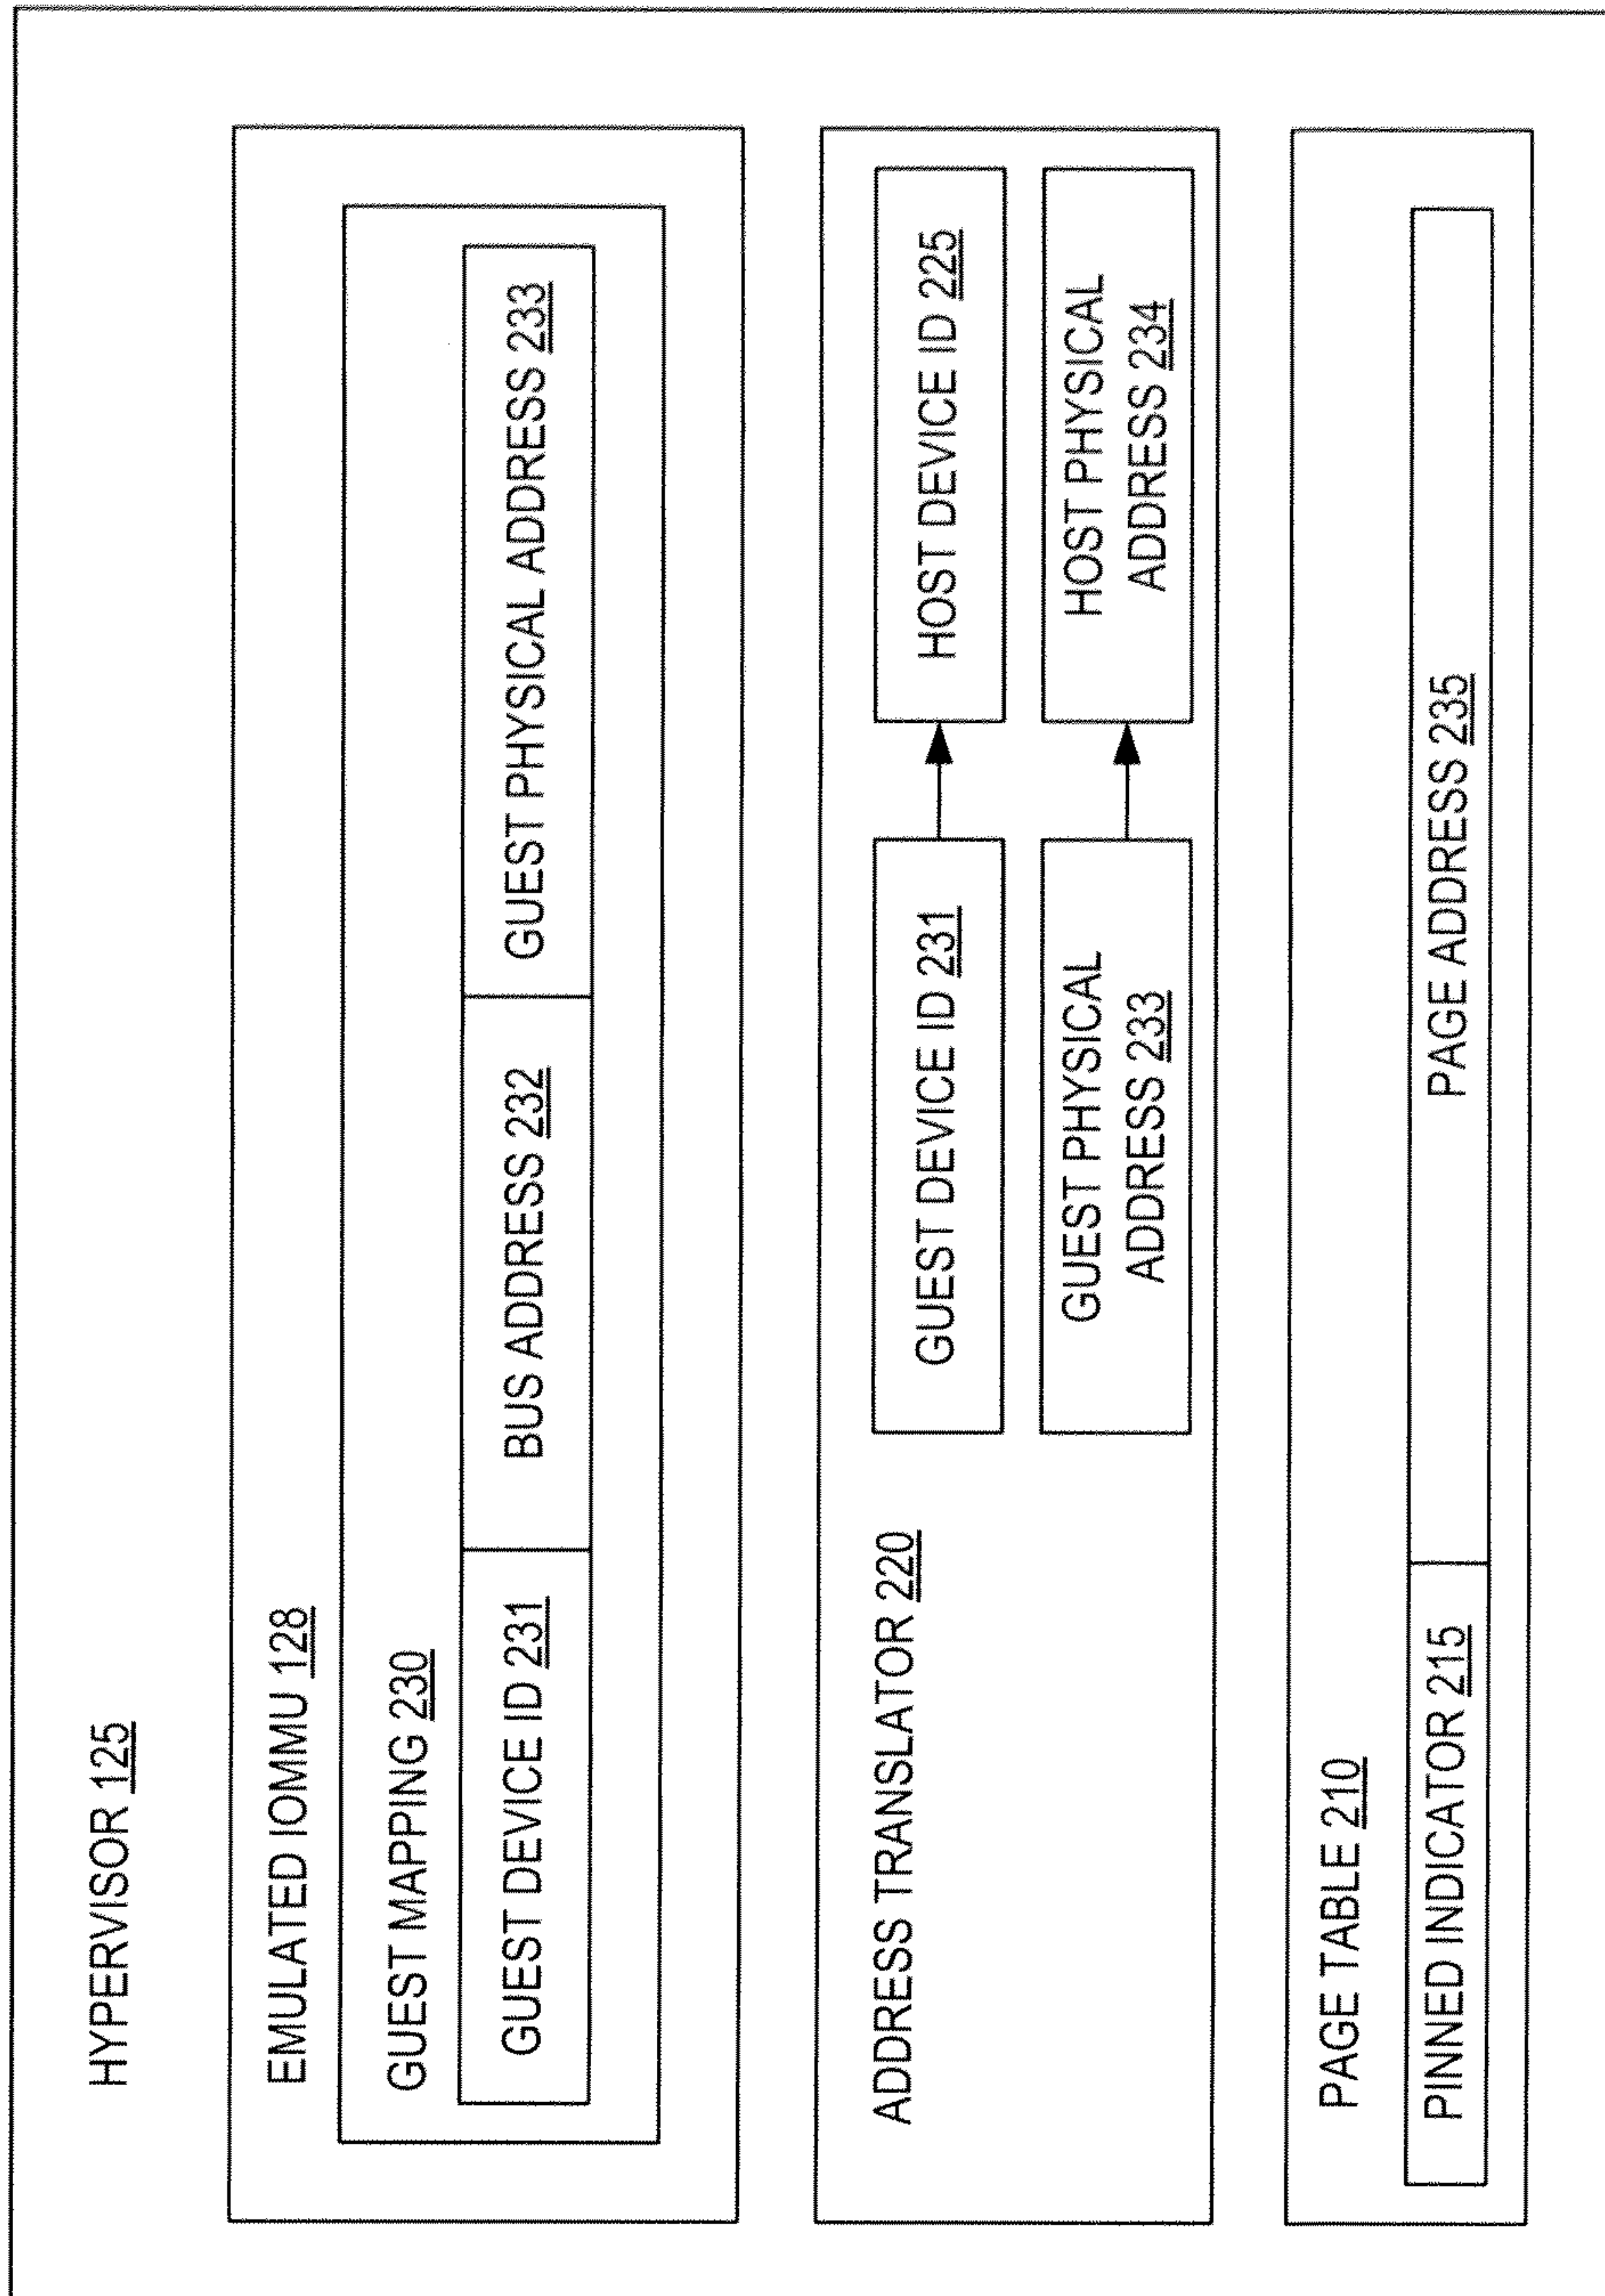 HYPERVISOR 125
EMULATED IOMMU 128
GUEST MAPPING 230
GUEST DEVICE ID 231
BUS ADDRESS 232
GUEST PHYSICAL ADDRESS 233
ADDRESS TRANSLATOR 220
GUEST DEVICE ID 231
HOST DEVICE ID 225
GUEST PHYSICAL
ADDRESS 233
HOST PHYSICAL
ADDRESS 234
PAGE TABLE 210
PINNED INDICATOR 215
PAGE ADDRESS 235